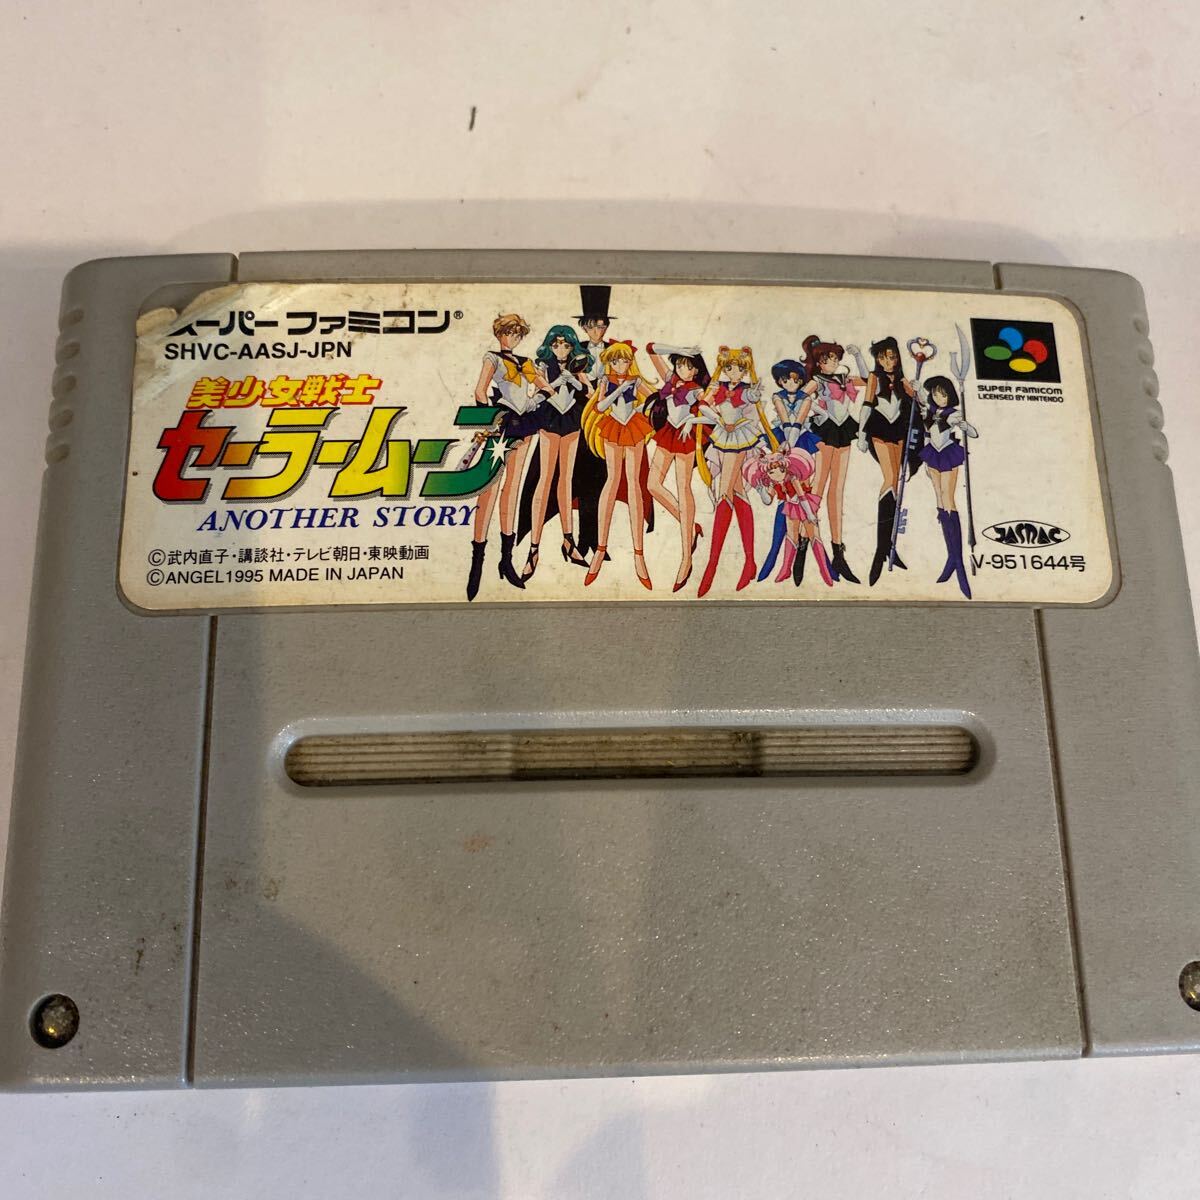 スーパーファミコン®
SHVC-AASJ-JPN
美少女戦士
セーラームーン
ANOTHER STORY
©武内直子・講談社・テレビ朝日・東映動画
©ANGEL1995 MADE IN JAPAN
SUPER FAMICOM
LICENSED BY NINTENDO
JASRAC
V-951644号